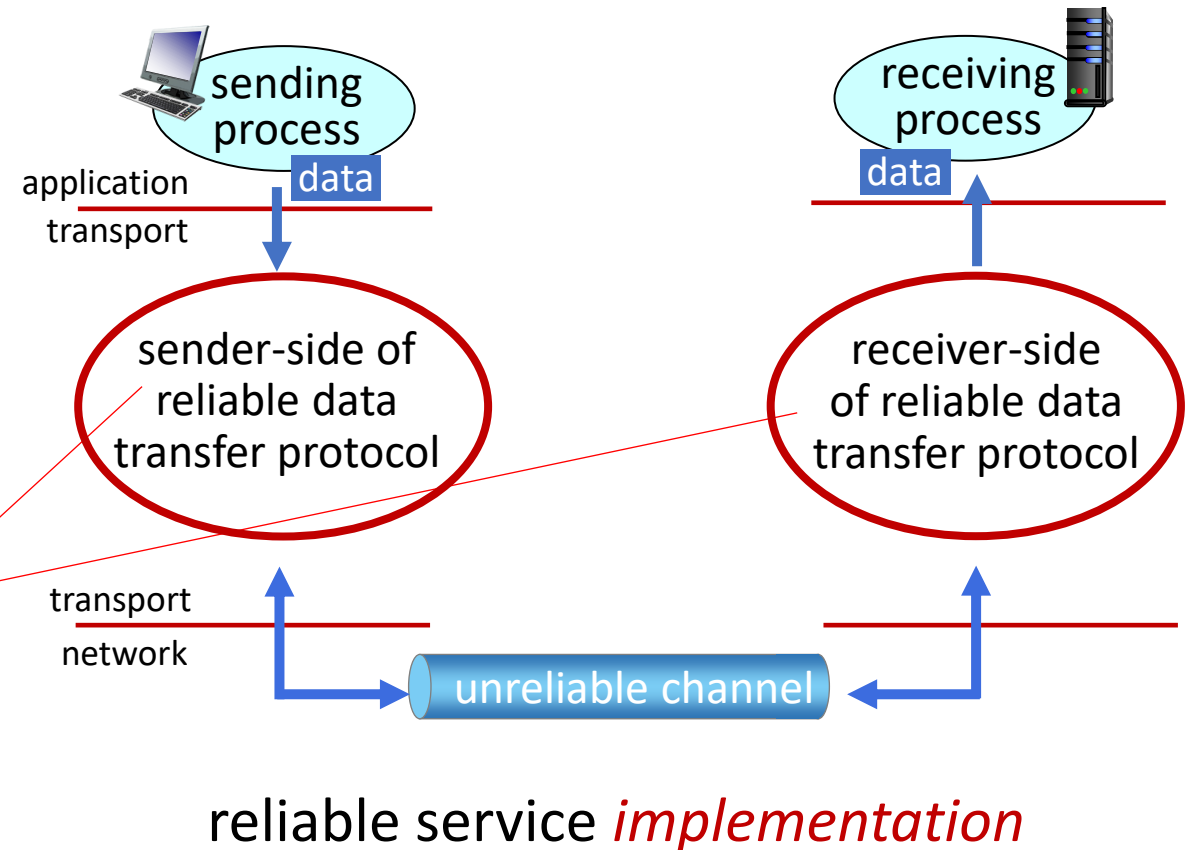 sending
process
data
receiving
process
data
application
transport
sender-side of
reliable data
transfer protocol
receiver-side
of reliable data
transfer protocol
transport
network
unreliable channel
reliable service implementation